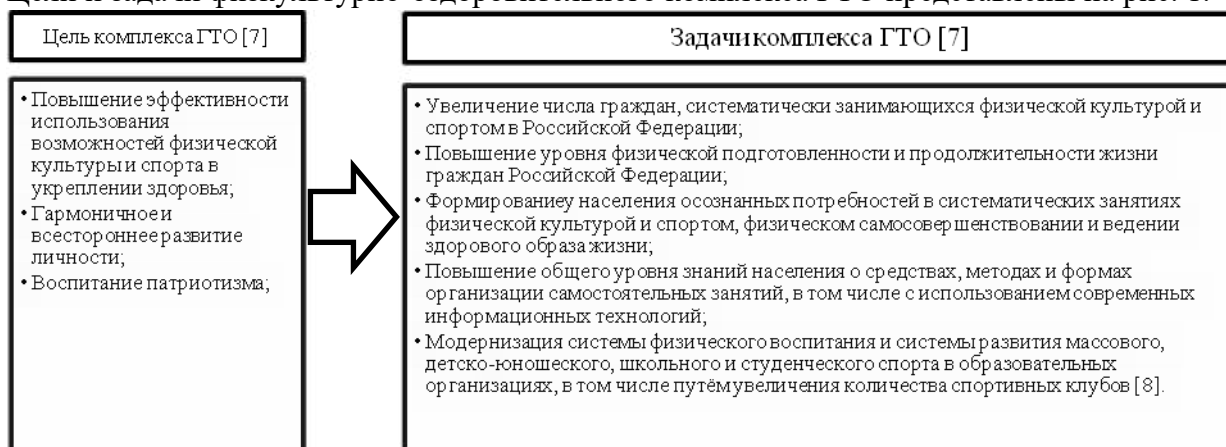 Цели и задачи физкультурно-оздоровительного комплекса ГТО представлены на рис. 1.
Цель комплекса ГТО [7]
• Повышение эффективности
использования
возможностей физической
культуры и спорта в
укреплении здоровья;
• Гармоничное и
всестороннее развитие
личности;
• Воспитание патриотизма;
Задачи комплекса ГТО [7]
• Увеличение числа граждан, систематически занимающихся физической культурой и
спортом в Российской Федерации;
• Повышение уровня физической подготовленности и продолжительности жизни
граждан Российской Федерации;
• Формированиеу населения осознанных потребностей в систематических занятиях
физической культурой и спортом, физическом самосовершенствовании и ведении
здорового образа жизни;
• Повышение общего уровня знаний населения о средствах, методах и формах
организации самостоятельных занятий, в том числе с использованием современных
информационных технологий;
• Модернизация системы физического воспитания и системы развития массового,
детско-юношеского, школьного и студенческого спорта в образовательных
организациях, в том числе путём увеличения количества спортивных клубов [8].